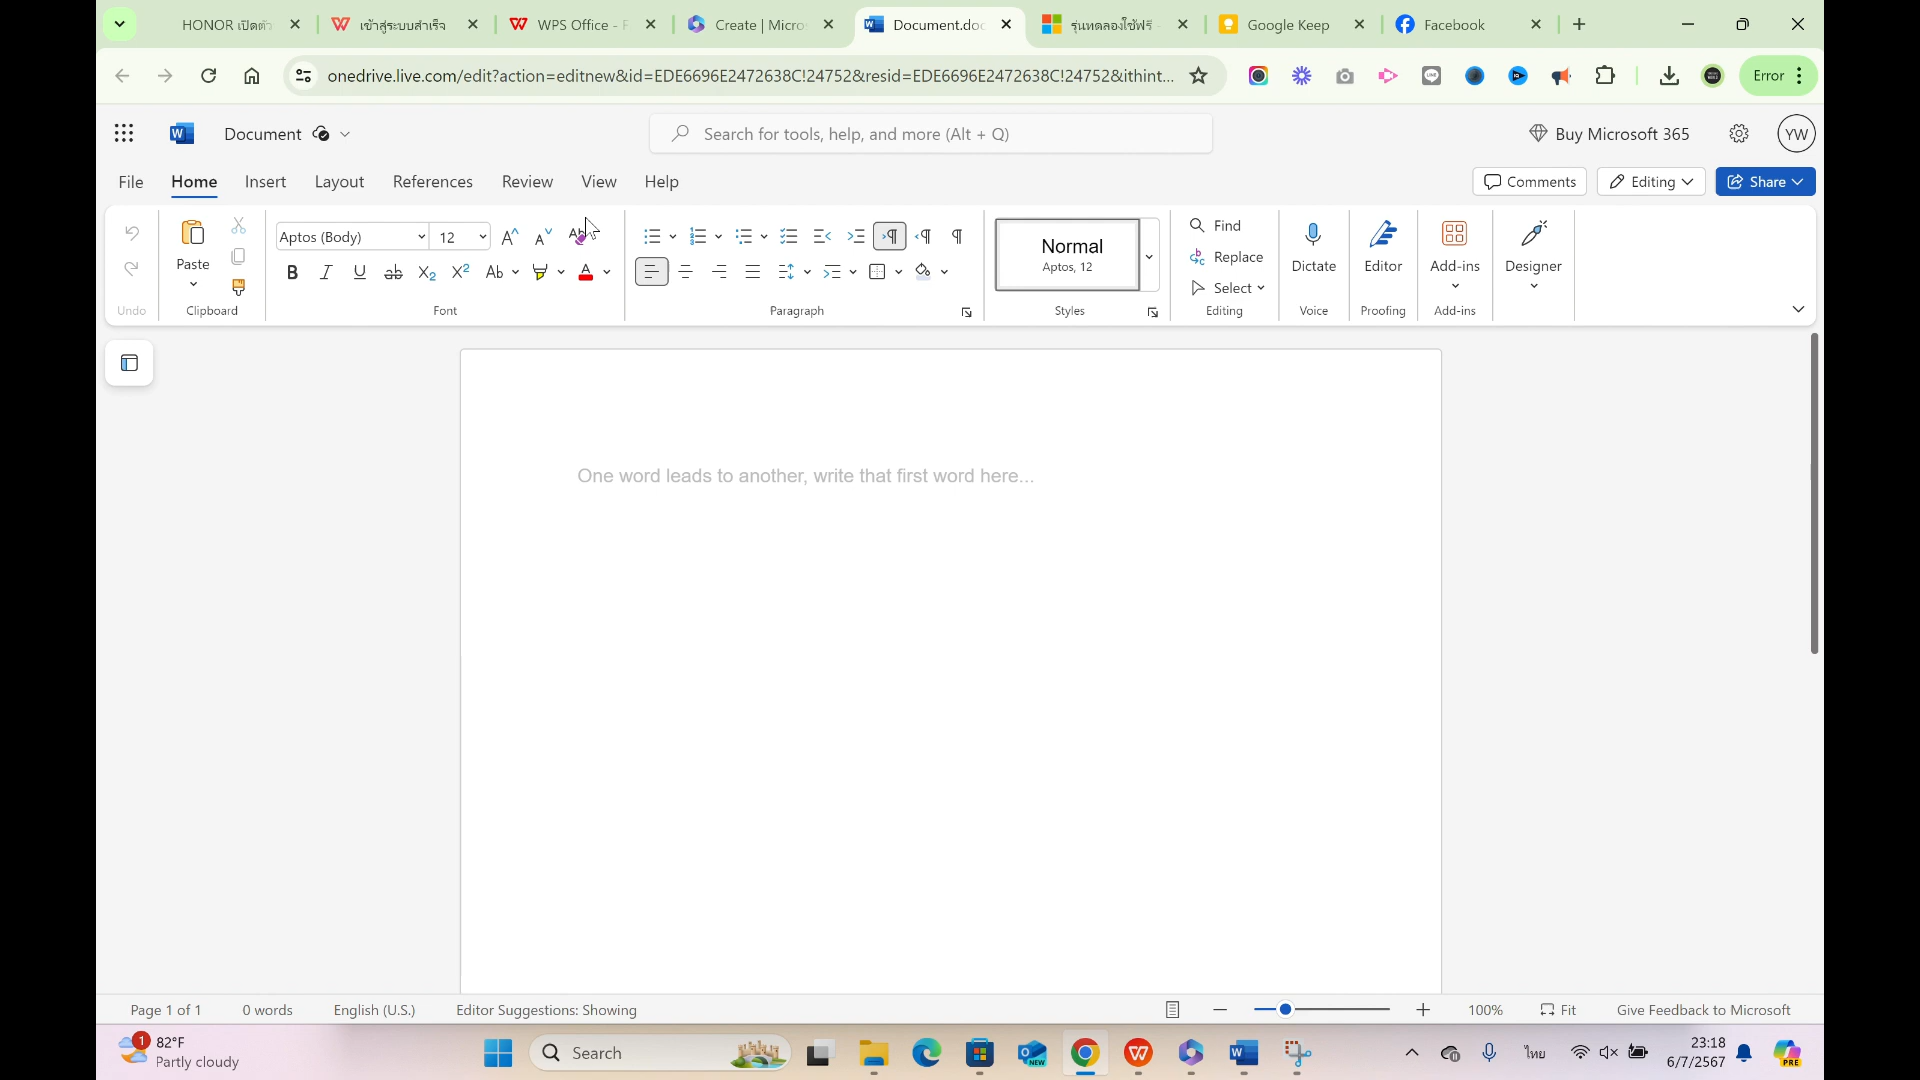 HONOR เปิดตัว
เข้าสู่ระบบสำเร็จ
WPS Office - F
Create | Micro
Document.doc
รุ่นทดลองใช้ฟรี
Google Keep
Facebook
onedrive.live.com/edit?action=editnew&id=EDE6696E2472638C!24752&resid=EDE6696E2472638C!24752&ithint...
Error
Document
Search for tools, help, and more (Alt + Q)
Buy Microsoft 365
YW
File Home Insert Layout References Review View Help
Comments Editing Share
Paste
Aptos (Body) 12
Normal
Aptos, 12
Find
Replace
Select
Dictate
Editor
Add-ins
Designer
Undo Clipboard Font Paragraph Styles Editing Voice Proofing Add-ins
One word leads to another, write that first word here...
Page 1 of 1 0 words English (U.S.) Editor Suggestions: Showing 100% Fit Give Feedback to Microsoft
1
82°F
Partly cloudy
Search
NEW
ไทย
23:18
6/7/2567
PRE